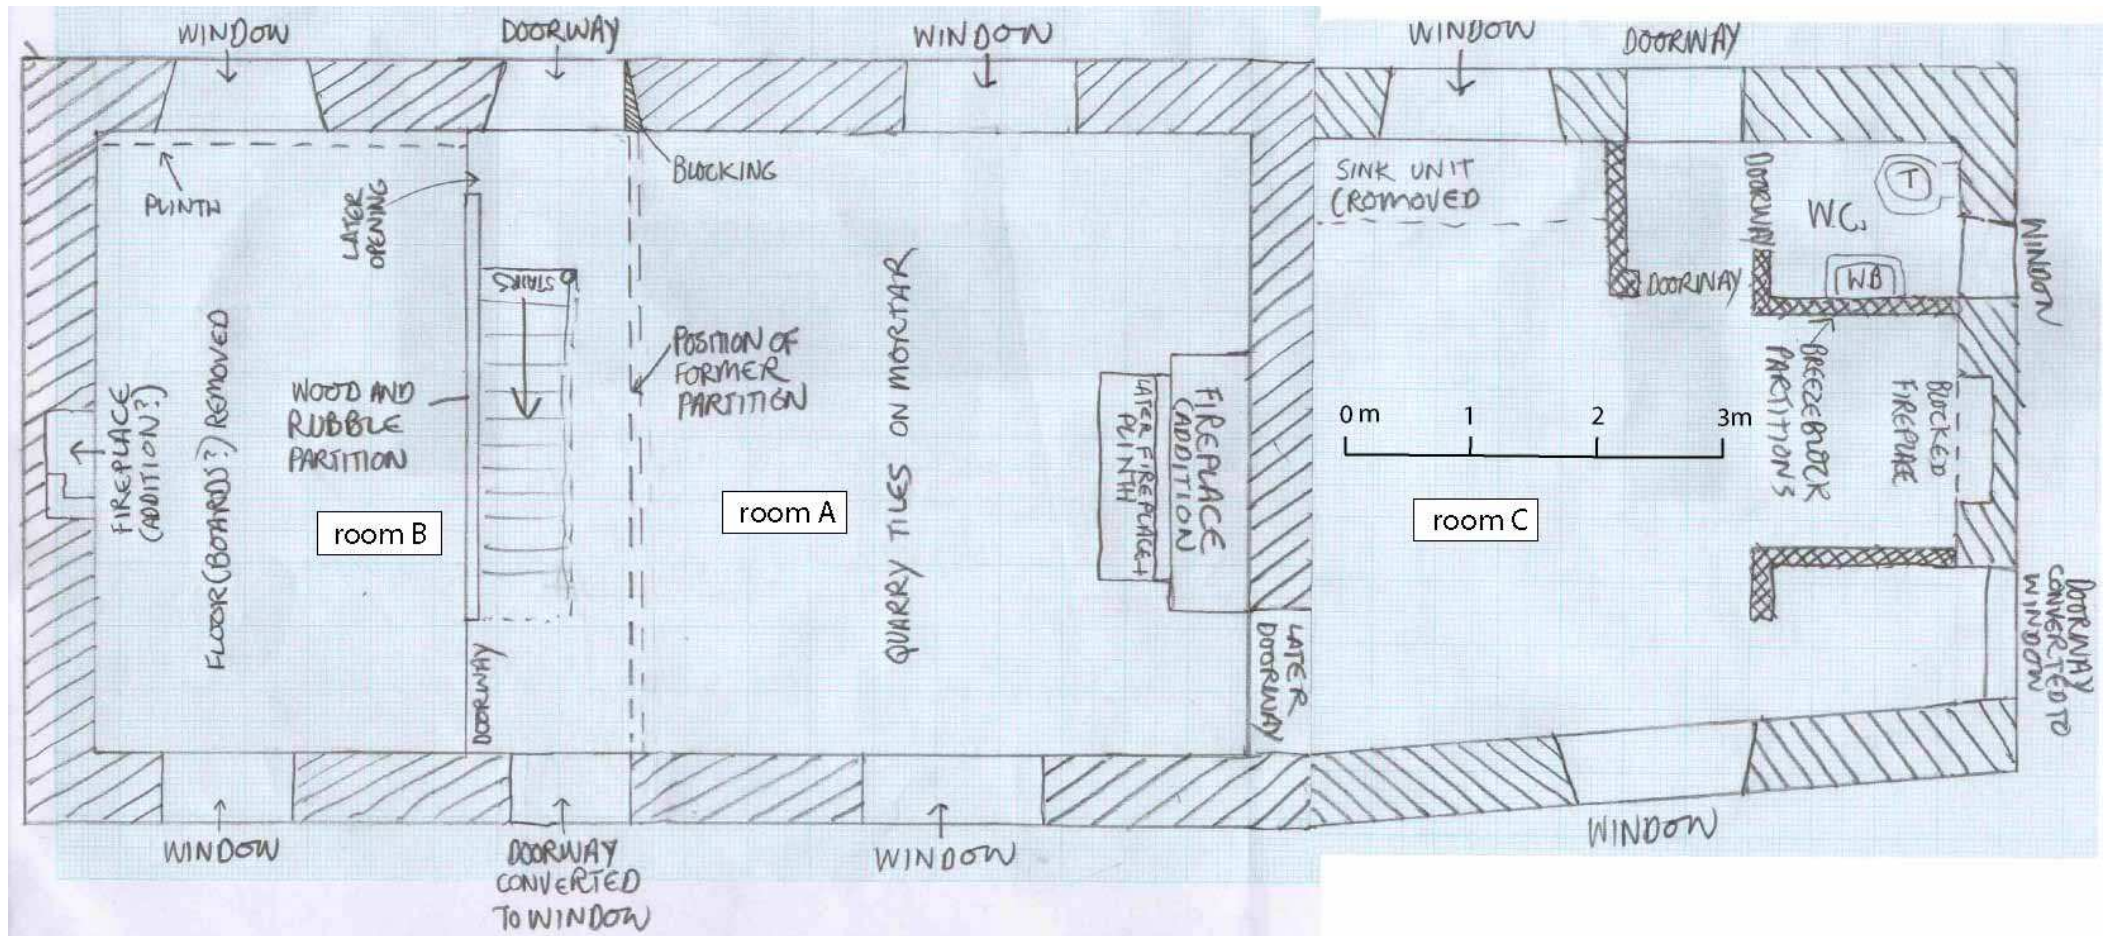 WINDOW
DOORWAY
WINDOW
WINDOW
DOORWAY
PLINTH
LATER
OPENING
BLOCKING
SINK UNIT
(ROMOVED
DOORWAY
W.C.
T
WB
WINDOW
DOORWAY
STAIRS
FIREPLACE
(ADDITION?)
FLOOR(BOARDS?) REMOVED
WOOD AND
RUBBLE
PARTITION
room B
POSITION OF
FORMER
PARTITION
room A
QUARRY TILES ON MORTAR
LATER FIREPLACE +
PLINTH
FIREPLACE
(ADDITION)
0 m 1 2 3m
room C
BREEZEBLOCK
PARTITIONS
BLOCKED
DOORWAY
LATER
DOORWAY
DOORWAY
CONVERTED TO
WINDOW
WINDOW
DOORWAY
CONVERTED
TO WINDOW
WINDOW
WINDOW